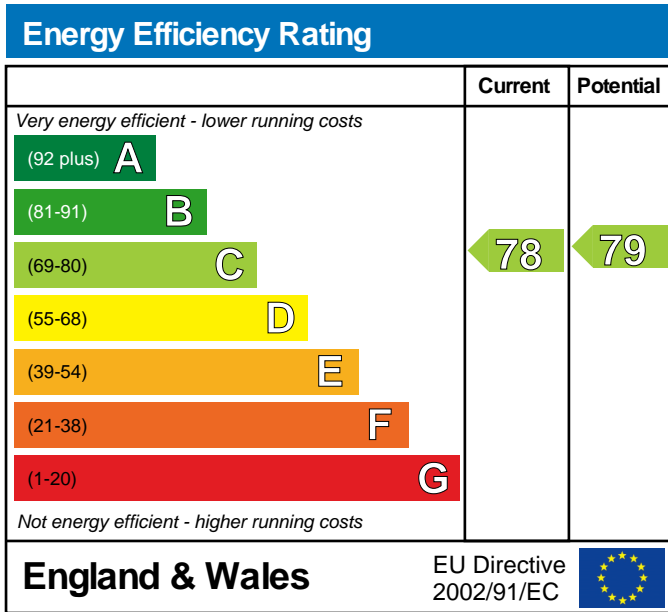 Energy Efficiency Rating
Current Potential
Very energy efficient - lower running costs
(92 plus) A
(81-91) B
(69-80) C
78 79
(55-68) D
(39-54) E
(21-38) F
(1-20) G
Not energy efficient - higher running costs
England & Wales
EU Directive
2002/91/EC